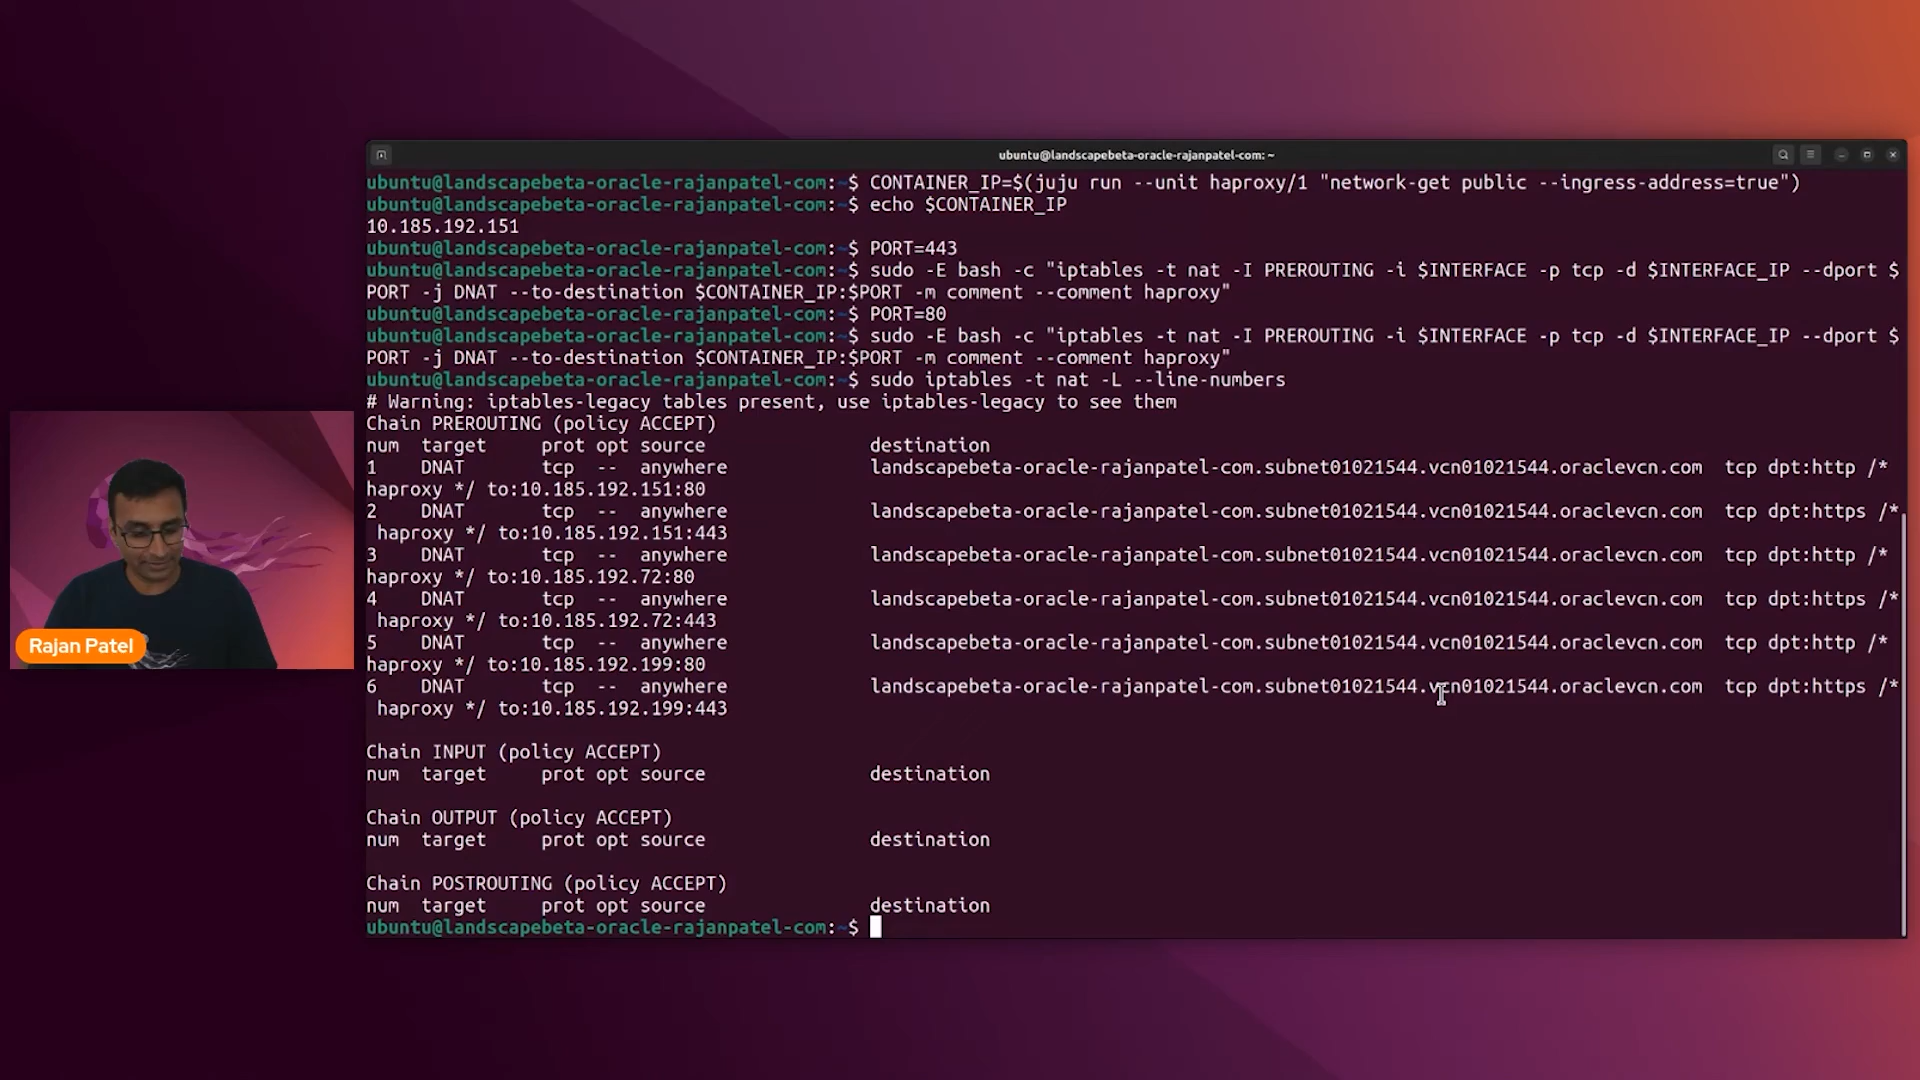 ubuntu@landscapebeta-oracle-rajanpatel-com: ~
ubuntu@landscapebeta-oracle-rajanpatel-com:~$ CONTAINER_IP=$(juju run --unit haproxy/1 "network-get public --ingress-address=true")
ubuntu@landscapebeta-oracle-rajanpatel-com:~$ echo $CONTAINER_IP
10.185.192.151
ubuntu@landscapebeta-oracle-rajanpatel-com:~$ PORT=443
ubuntu@landscapebeta-oracle-rajanpatel-com:~$ sudo -E bash -c "iptables -t nat -I PREROUTING -i $INTERFACE -p tcp -d $INTERFACE_IP --dport $
PORT -j DNAT --to-destination $CONTAINER_IP:$PORT -m comment --comment haproxy"
ubuntu@landscapebeta-oracle-rajanpatel-com:~$ PORT=80
ubuntu@landscapebeta-oracle-rajanpatel-com:~$ sudo -E bash -c "iptables -t nat -I PREROUTING -i $INTERFACE -p tcp -d $INTERFACE_IP --dport $
PORT -j DNAT --to-destination $CONTAINER_IP:$PORT -m comment --comment haproxy"
ubuntu@landscapebeta-oracle-rajanpatel-com:~$ sudo iptables -t nat -L --line-numbers
# Warning: iptables-legacy tables present, use iptables-legacy to see them
Chain PREROUTING (policy ACCEPT)
num  target     prot opt source               destination
1    DNAT       tcp  --  anywhere             landscapebeta-oracle-rajanpatel-com.subnet01021544.vcn01021544.oraclevcn.com  tcp dpt:http /*
haproxy */ to:10.185.192.151:80
2    DNAT       tcp  --  anywhere             landscapebeta-oracle-rajanpatel-com.subnet01021544.vcn01021544.oraclevcn.com  tcp dpt:https /*
 haproxy */ to:10.185.192.151:443
3    DNAT       tcp  --  anywhere             landscapebeta-oracle-rajanpatel-com.subnet01021544.vcn01021544.oraclevcn.com  tcp dpt:http /*
haproxy */ to:10.185.192.72:80
4    DNAT       tcp  --  anywhere             landscapebeta-oracle-rajanpatel-com.subnet01021544.vcn01021544.oraclevcn.com  tcp dpt:https /*
 haproxy */ to:10.185.192.72:443
5    DNAT       tcp  --  anywhere             landscapebeta-oracle-rajanpatel-com.subnet01021544.vcn01021544.oraclevcn.com  tcp dpt:http /*
haproxy */ to:10.185.192.199:80
6    DNAT       tcp  --  anywhere             landscapebeta-oracle-rajanpatel-com.subnet01021544.vcn01021544.oraclevcn.com  tcp dpt:https /*
 haproxy */ to:10.185.192.199:443
Chain INPUT (policy ACCEPT)
num  target     prot opt source               destination
Chain OUTPUT (policy ACCEPT)
num  target     prot opt source               destination
Chain POSTROUTING (policy ACCEPT)
num  target     prot opt source               destination
ubuntu@landscapebeta-oracle-rajanpatel-com:~$
Rajan Patel